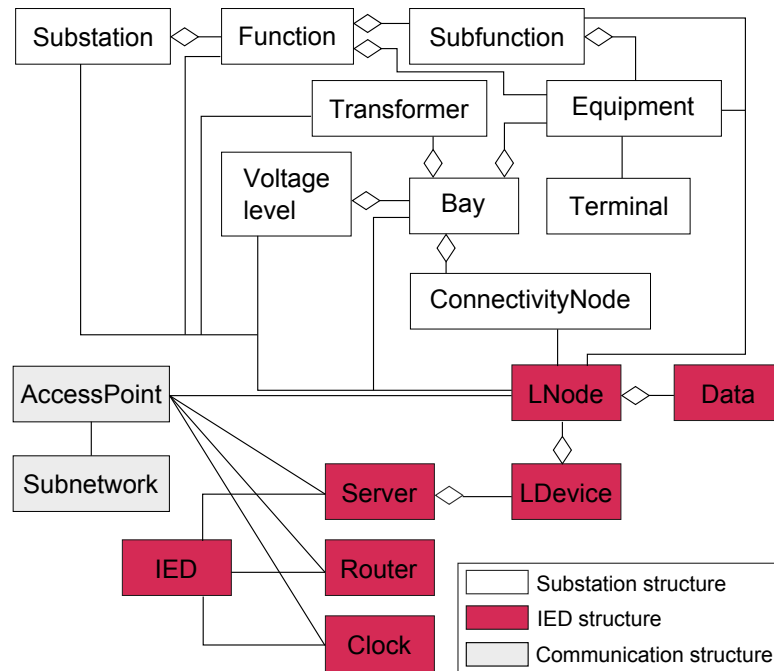 Substation
Function
Subfunction
Transformer
Equipment
Voltage
level
Bay
Terminal
ConnectivityNode
AccessPoint
LNode
Data
Subnetwork
Server
LDevice
IED
Router
Clock
Substation structure
IED structure
Communication structure